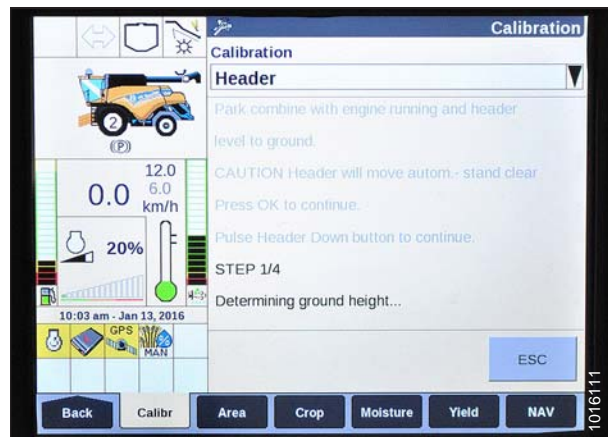 Calibration
Calibration
Header
Park combine with engine running and header
level to ground.
CAUTION Header will move autom.- stand clear
Press OK to continue.
Pulse Header Down button to continue.
STEP 1/4
Determining ground height...
ESC
2
(P)
12.0
0.0
6.0
km/h
20%
10:03 am - Jan 13, 2016
GPS
MAN
Back
Calibr
Area
Crop
Moisture
Yield
NAV
1016111